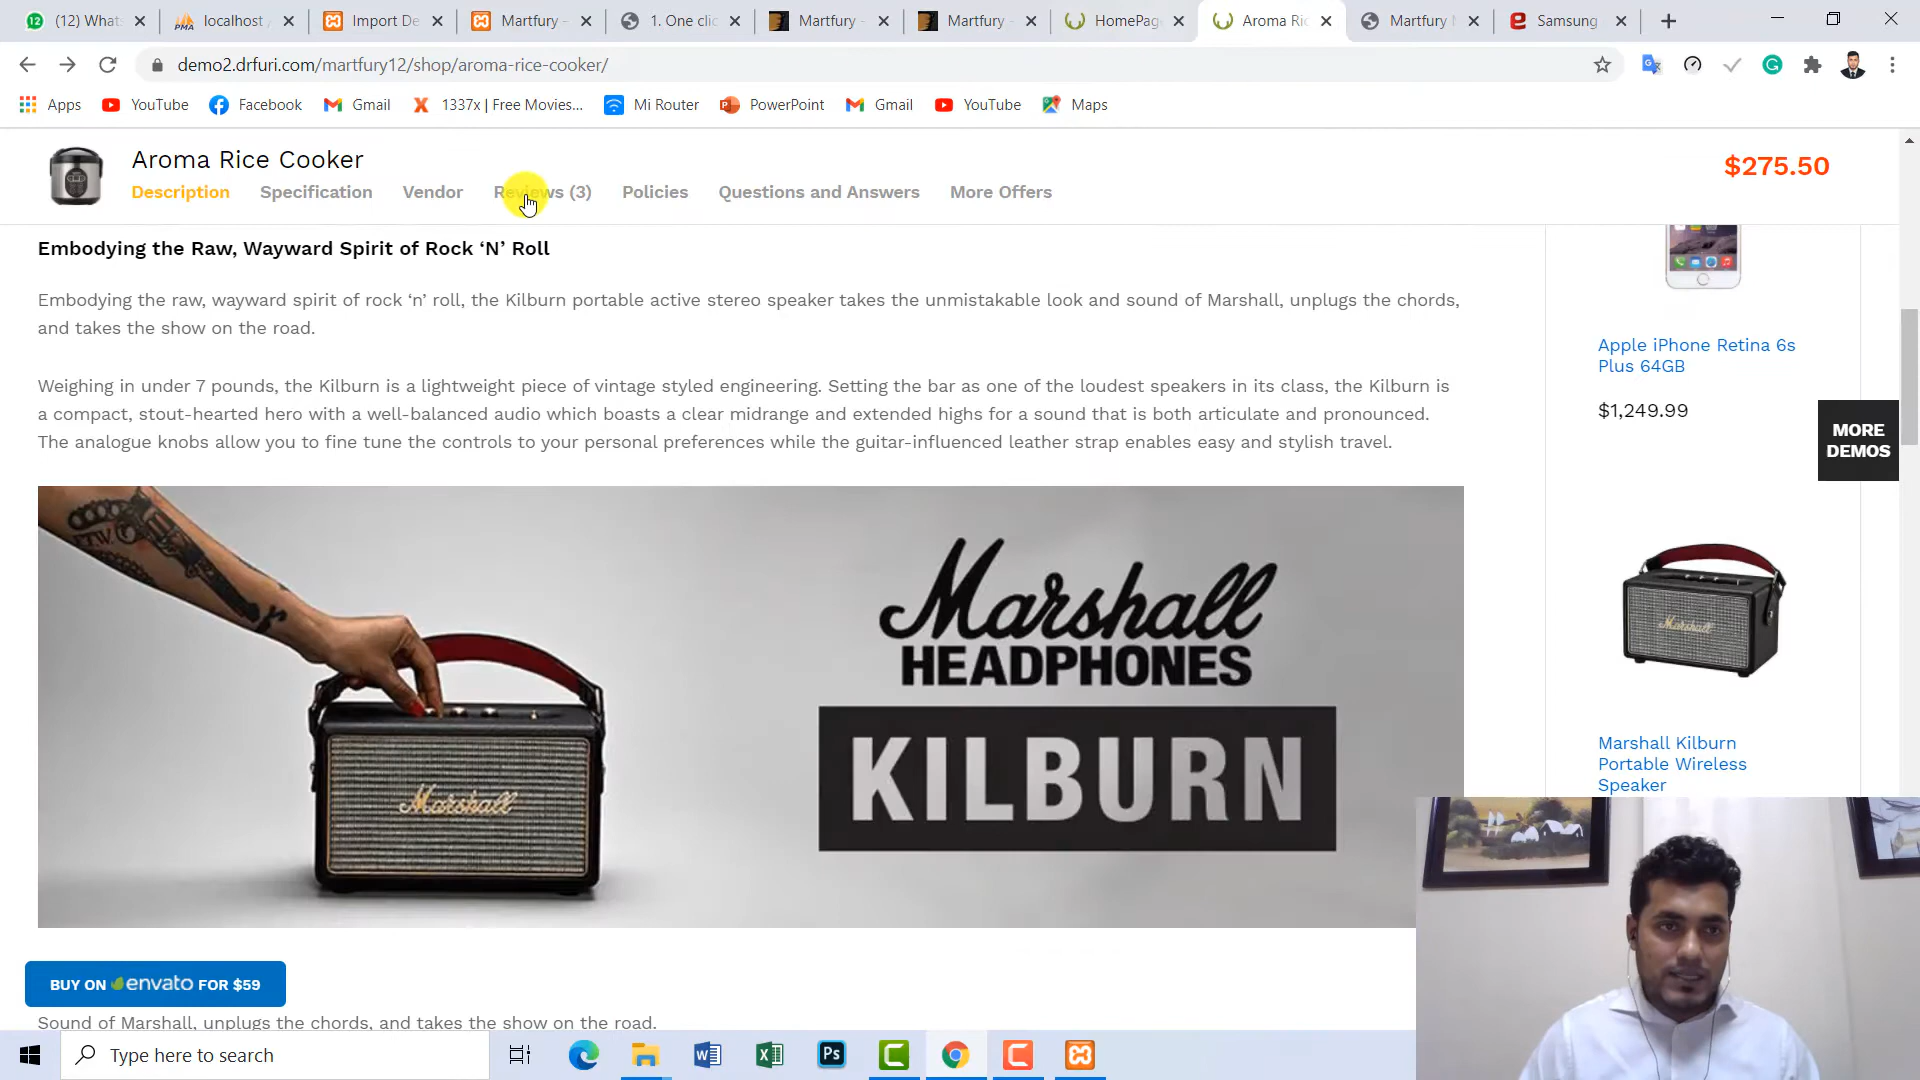 (12) Whats
localhost
Import De
Martfury -
1. One clic
Martfury -
Martfury -
HomePag
Aroma Ric
Martfury
Samsung
demo2.drfuri.com/martfury12/shop/aroma-rice-cooker/
Apps YouTube Facebook Gmail 1337x | Free Movies... Mi Router PowerPoint Gmail YouTube Maps
Aroma Rice Cooker
$275.50
Description Specification Vendor Reviews (3) Policies Questions and Answers More Offers
Embodying the Raw, Wayward Spirit of Rock ‘N’ Roll
Embodying the raw, wayward spirit of rock ‘n’ roll, the Kilburn portable active stereo speaker takes the unmistakable look and sound of Marshall, unplugs the chords,
and takes the show on the road.
Weighing in under 7 pounds, the Kilburn is a lightweight piece of vintage styled engineering. Setting the bar as one of the loudest speakers in its class, the Kilburn is
a compact, stout-hearted hero with a well-balanced audio which boasts a clear midrange and extended highs for a sound that is both articulate and pronounced.
The analogue knobs allow you to fine tune the controls to your personal preferences while the guitar-influenced leather strap enables easy and stylish travel.
Marshall
HEADPHONES
KILBURN
Marshall
F.T.W.
BUY ON envato FOR $59
Sound of Marshall, unplugs the chords, and takes the show on the road.
Apple iPhone Retina 6s
Plus 64GB
$1,249.99
MORE
DEMOS
Marshall
Marshall Kilburn
Portable Wireless
Speaker
Type here to search